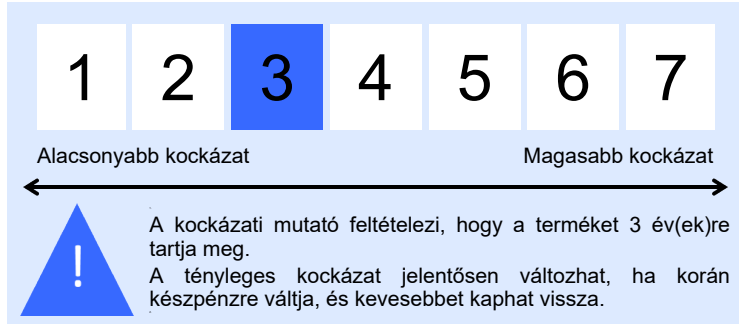 1 2 3 4 5 6 7
Alacsonyabb kockázat Magasabb kockázat
!
A kockázati mutató feltételezi, hogy a terméket 3 év(ek)re
tartja meg.
A tényleges kockázat jelentősen változhat, ha korán
készpénzre váltja, és kevesebbet kaphat vissza.